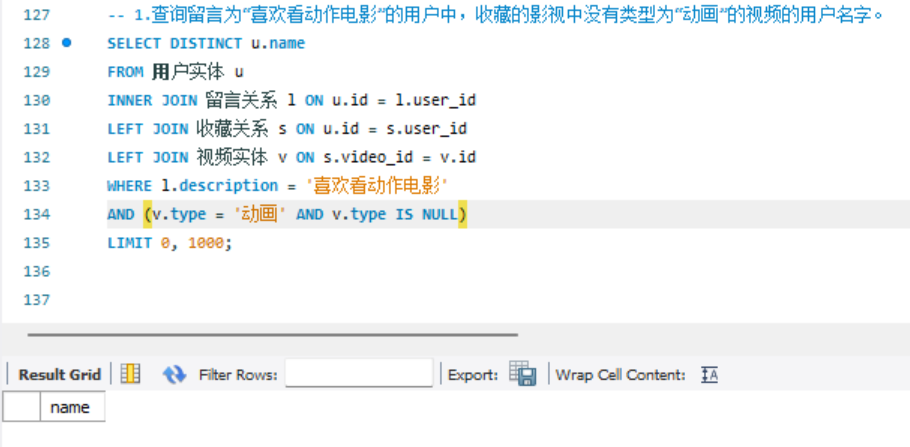 127 -- 1.查询留言为“喜欢看动作电影”的用户中，收藏的影视中没有类型为“动画”的视频的用户名字。
128 SELECT DISTINCT u.name
129 FROM 用户实体 u
130 INNER JOIN 留言关系 l ON u.id = l.user_id
131 LEFT JOIN 收藏关系 s ON u.id = s.user_id
132 LEFT JOIN 视频实体 v ON s.video_id = v.id
133 WHERE l.description = '喜欢看动作电影'
134 AND (v.type = '动画' AND v.type IS NULL)
135 LIMIT 0, 1000;
136
137
Result Grid Filter Rows: Export: Wrap Cell Content: IA
name